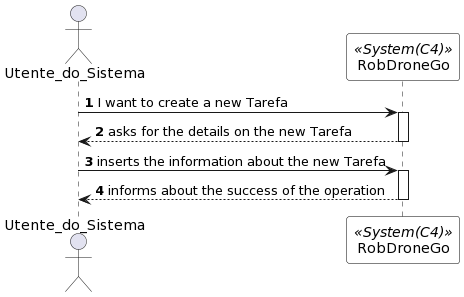 Utente_do_Sistema
«System(C4)»
RobDroneGo
1 I want to create a new Tarefa
2 asks for the details on the new Tarefa
3 inserts the information about the new Tarefa
4 informs about the success of the operation
Utente_do_Sistema
«System(C4)»
RobDroneGo